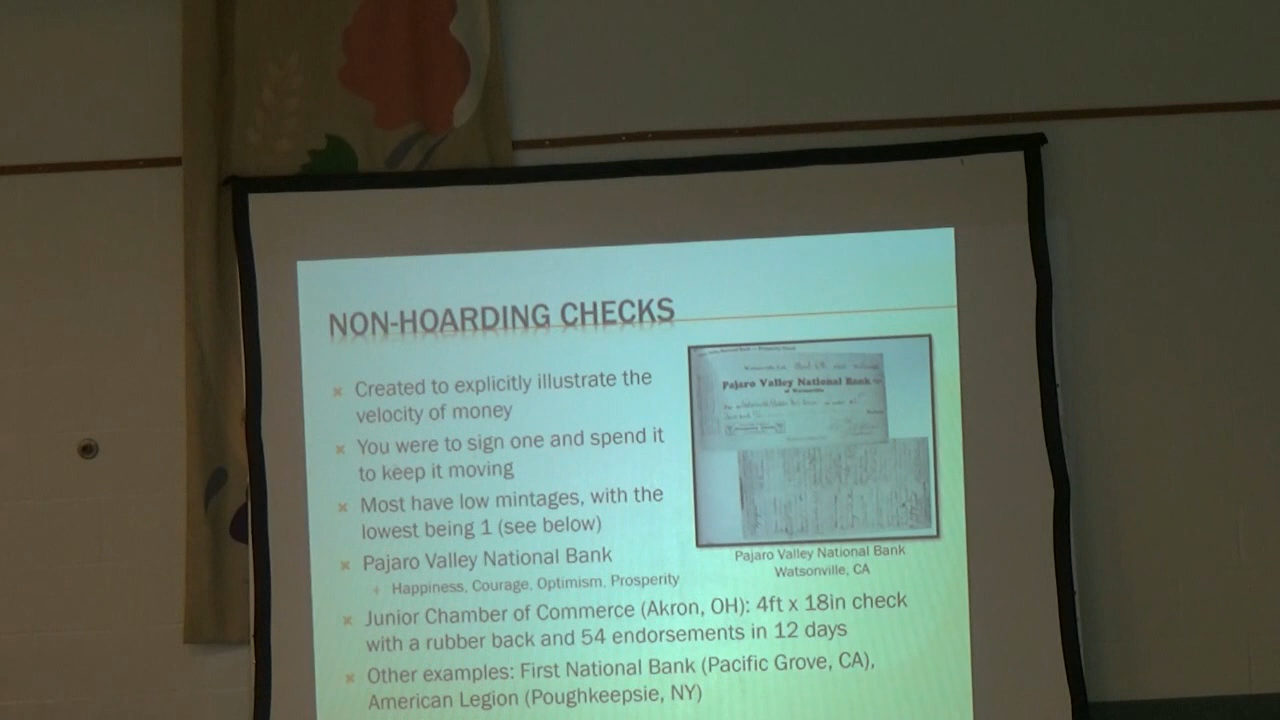 NON-HOARDING CHECKS
Created to explicitly illustrate the
velocity of money
You were to sign one and spend it
to keep it moving
Most have low mintages, with the
lowest being 1 (see below)
Pajaro Valley National Bank
Happiness, Courage, Optimism, Prosperity
Junior Chamber of Commerce (Akron, OH): 4ft x 18in check
with a rubber back and 54 endorsements in 12 days
Other examples: First National Bank (Pacific Grove, CA),
American Legion (Poughkeepsie, NY)
Pajaro Valley National Bank
Pajaro Valley National Bank
Watsonville, CA